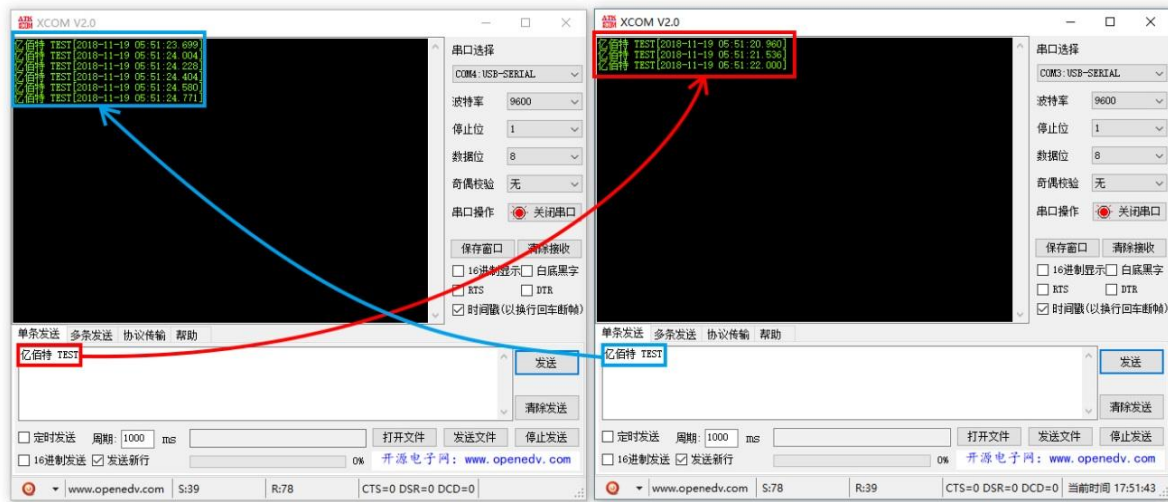 XCOM V2.0
亿佰特 TEST[2018-11-19 05:51:23.699]
亿佰特 TEST[2018-11-19 05:51:24.004]
亿佰特 TEST[2018-11-19 05:51:24.228]
亿佰特 TEST[2018-11-19 05:51:24.404]
亿佰特 TEST[2018-11-19 05:51:24.580]
亿佰特 TEST[2018-11-19 05:51:24.771]
串口选择
COM4:USB-SERIAL
波特率 9600
停止位 1
数据位 8
奇偶校验 无
串口操作 关闭串口
保存窗口 清除接收
16进制显示 白底黑字
RTS DTR
时间戳(以换行回车断帧)
单条发送 多条发送 协议传输 帮助
亿佰特 TEST
发送
清除发送
定时发送 周期: 1000 ms 打开文件 发送文件 停止发送
16进制发送 发送新行 0% 开源电子网: www.openedv.com
www.openedv.com S:39 R:78 CTS=0 DSR=0 DCD=0
XCOM V2.0
亿佰特 TEST[2018-11-19 05:51:20.960]
亿佰特 TEST[2018-11-19 05:51:21.536]
亿佰特 TEST[2018-11-19 05:51:22.000]
串口选择
COM3:USB-SERIAL
波特率 9600
停止位 1
数据位 8
奇偶校验 无
串口操作 关闭串口
保存窗口 清除接收
16进制显示 白底黑字
RTS DTR
时间戳(以换行回车断帧)
单条发送 多条发送 协议传输 帮助
亿佰特 TEST
发送
清除发送
定时发送 周期: 1000 ms 打开文件 发送文件 停止发送
16进制发送 发送新行 0% 开源电子网: www.openedv.com
www.openedv.com S:78 R:39 CTS=0 DSR=0 DCD=0 当前时间 17:51:43